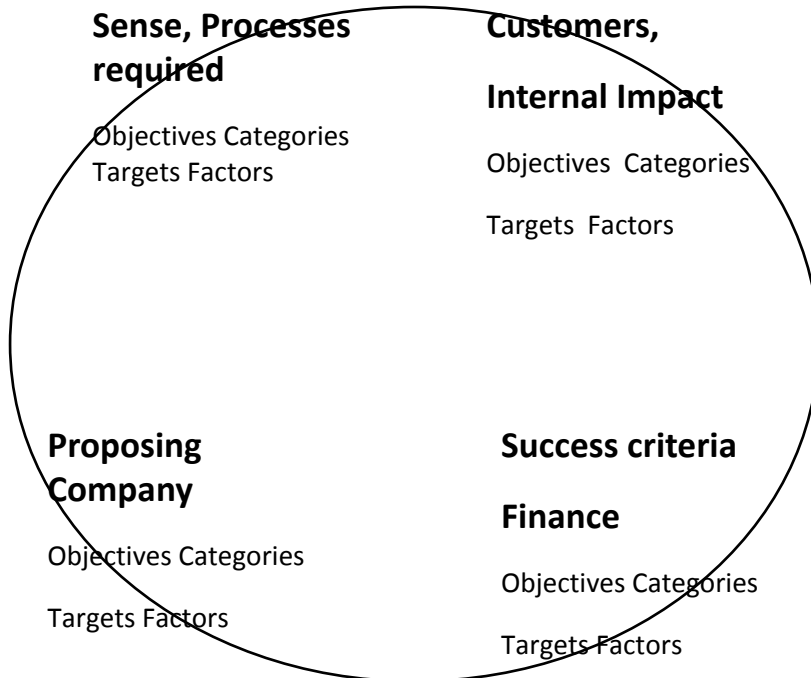 Sense, Processes
required
Objectives Categories
Targets Factors
Customers,
Internal Impact
Objectives Categories
Targets Factors
Proposing
Company
Objectives Categories
Targets Factors
Success criteria
Finance
Objectives Categories
Targets Factors